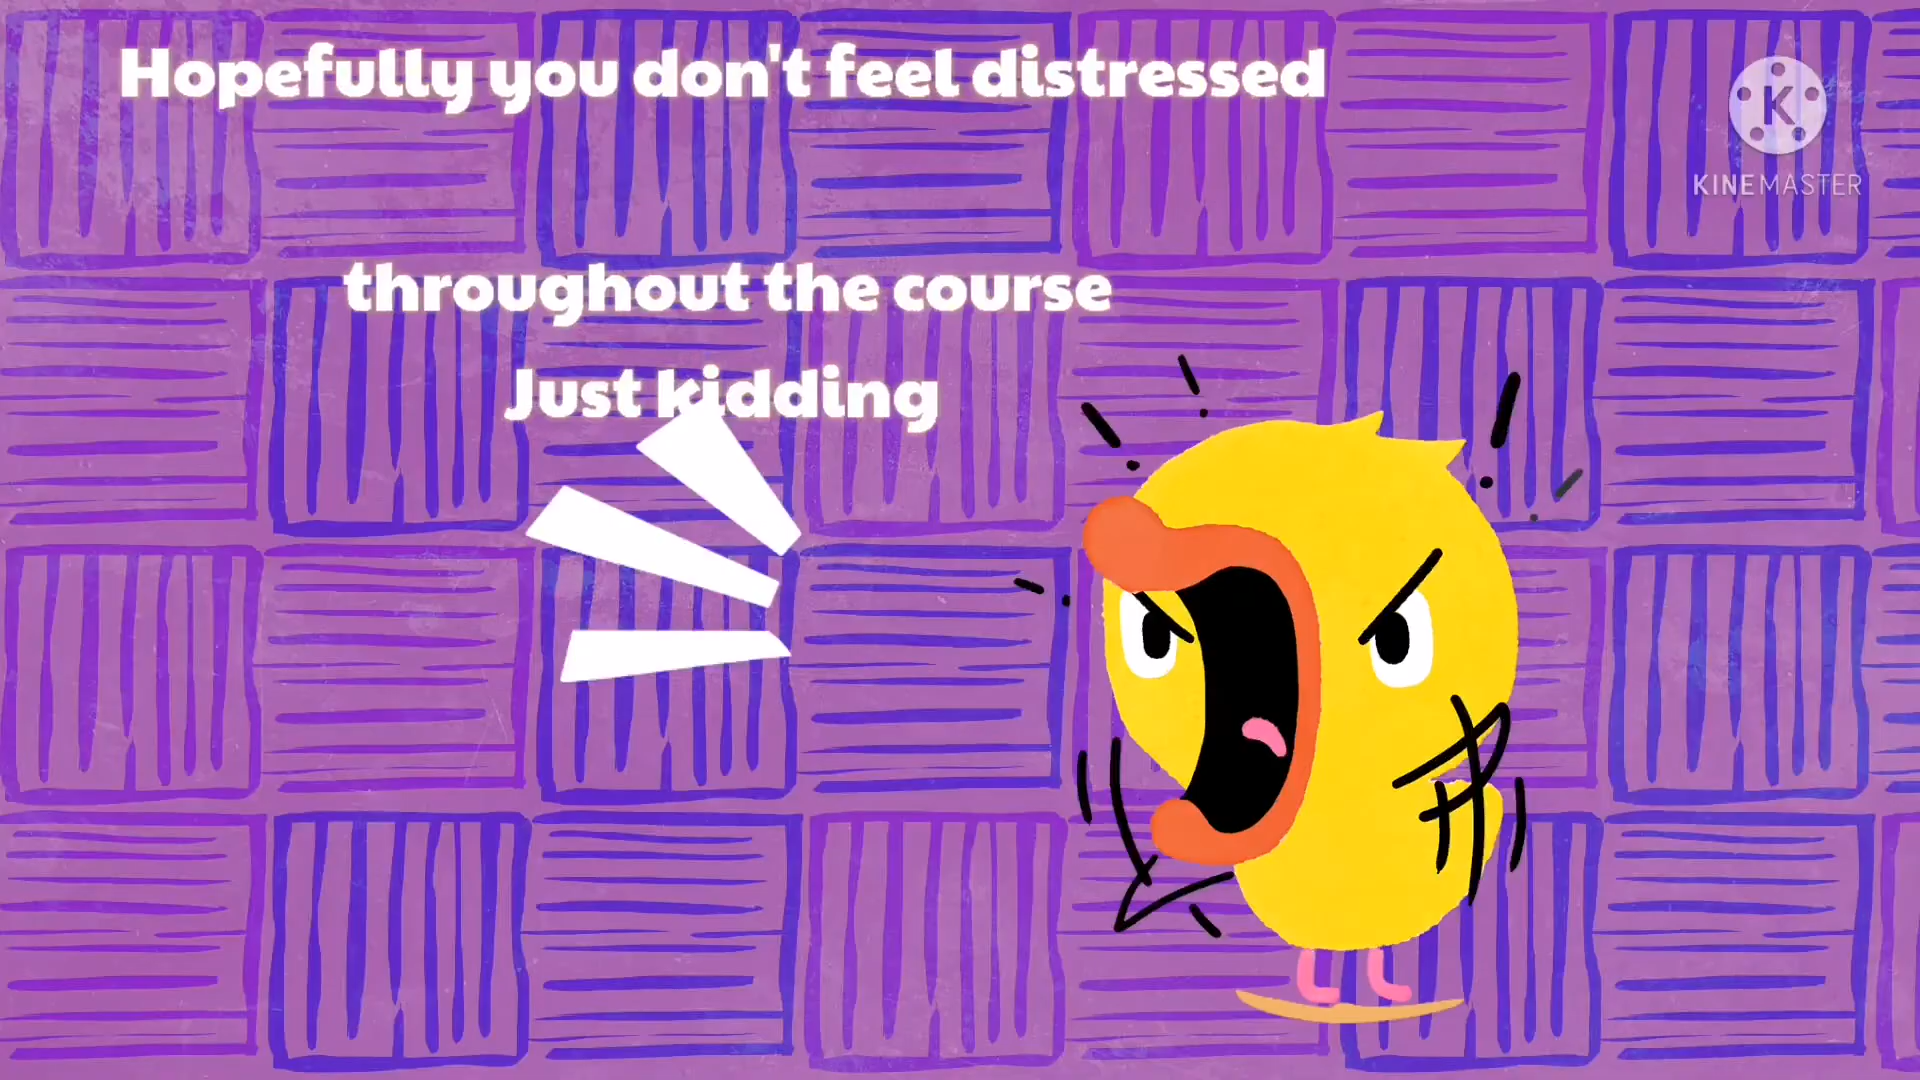 Hopefully you don't feel distressed
K
KINEMASTER
throughout the course
Just kidding